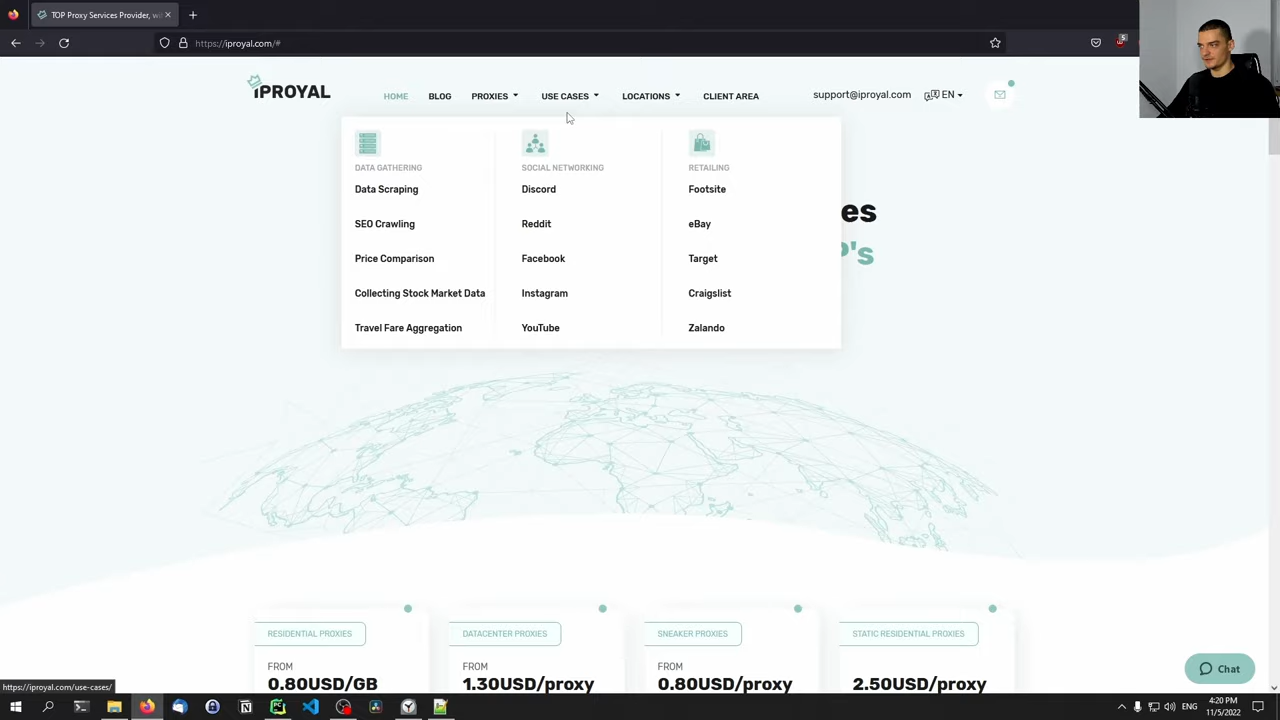 TOP Proxy Services Provider, wi
https://iproyal.com/#
5
iPROYAL
HOME
BLOG
PROXIES
USE CASES
LOCATIONS
CLIENT AREA
support@iproyal.com
EN
DATA GATHERING
Data Scraping
SEO Crawling
Price Comparison
Collecting Stock Market Data
Travel Fare Aggregation
SOCIAL NETWORKING
Discord
Reddit
Facebook
Instagram
YouTube
RETAILING
Footsite
eBay
Target
Craigslist
Zalando
es
P's
RESIDENTIAL PROXIES
FROM
0.80USD/GB
DATACENTER PROXIES
FROM
1.30USD/proxy
SNEAKER PROXIES
FROM
0.80USD/proxy
STATIC RESIDENTIAL PROXIES
2.50USD/proxy
Chat
https://iproyal.com/use-cases/
ENG
4:20 PM
11/5/2022